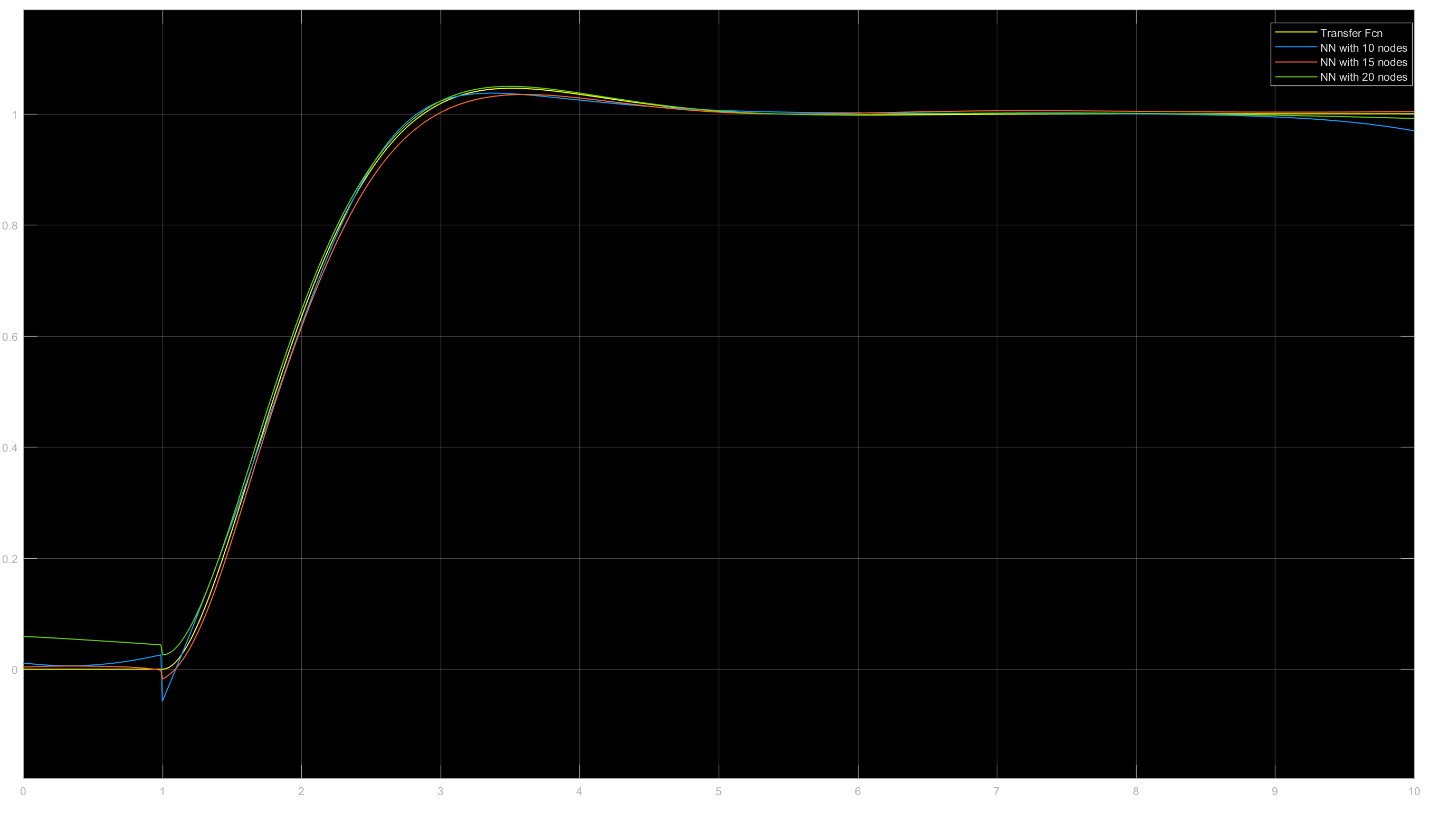 Transfer Fcn
NN with 10 nodes
NN with 15 nodes
NN with 20 nodes
1
0.8
0.6
0.4
0.2
0
0 1 2 3 4 5 6 7 8 9 10